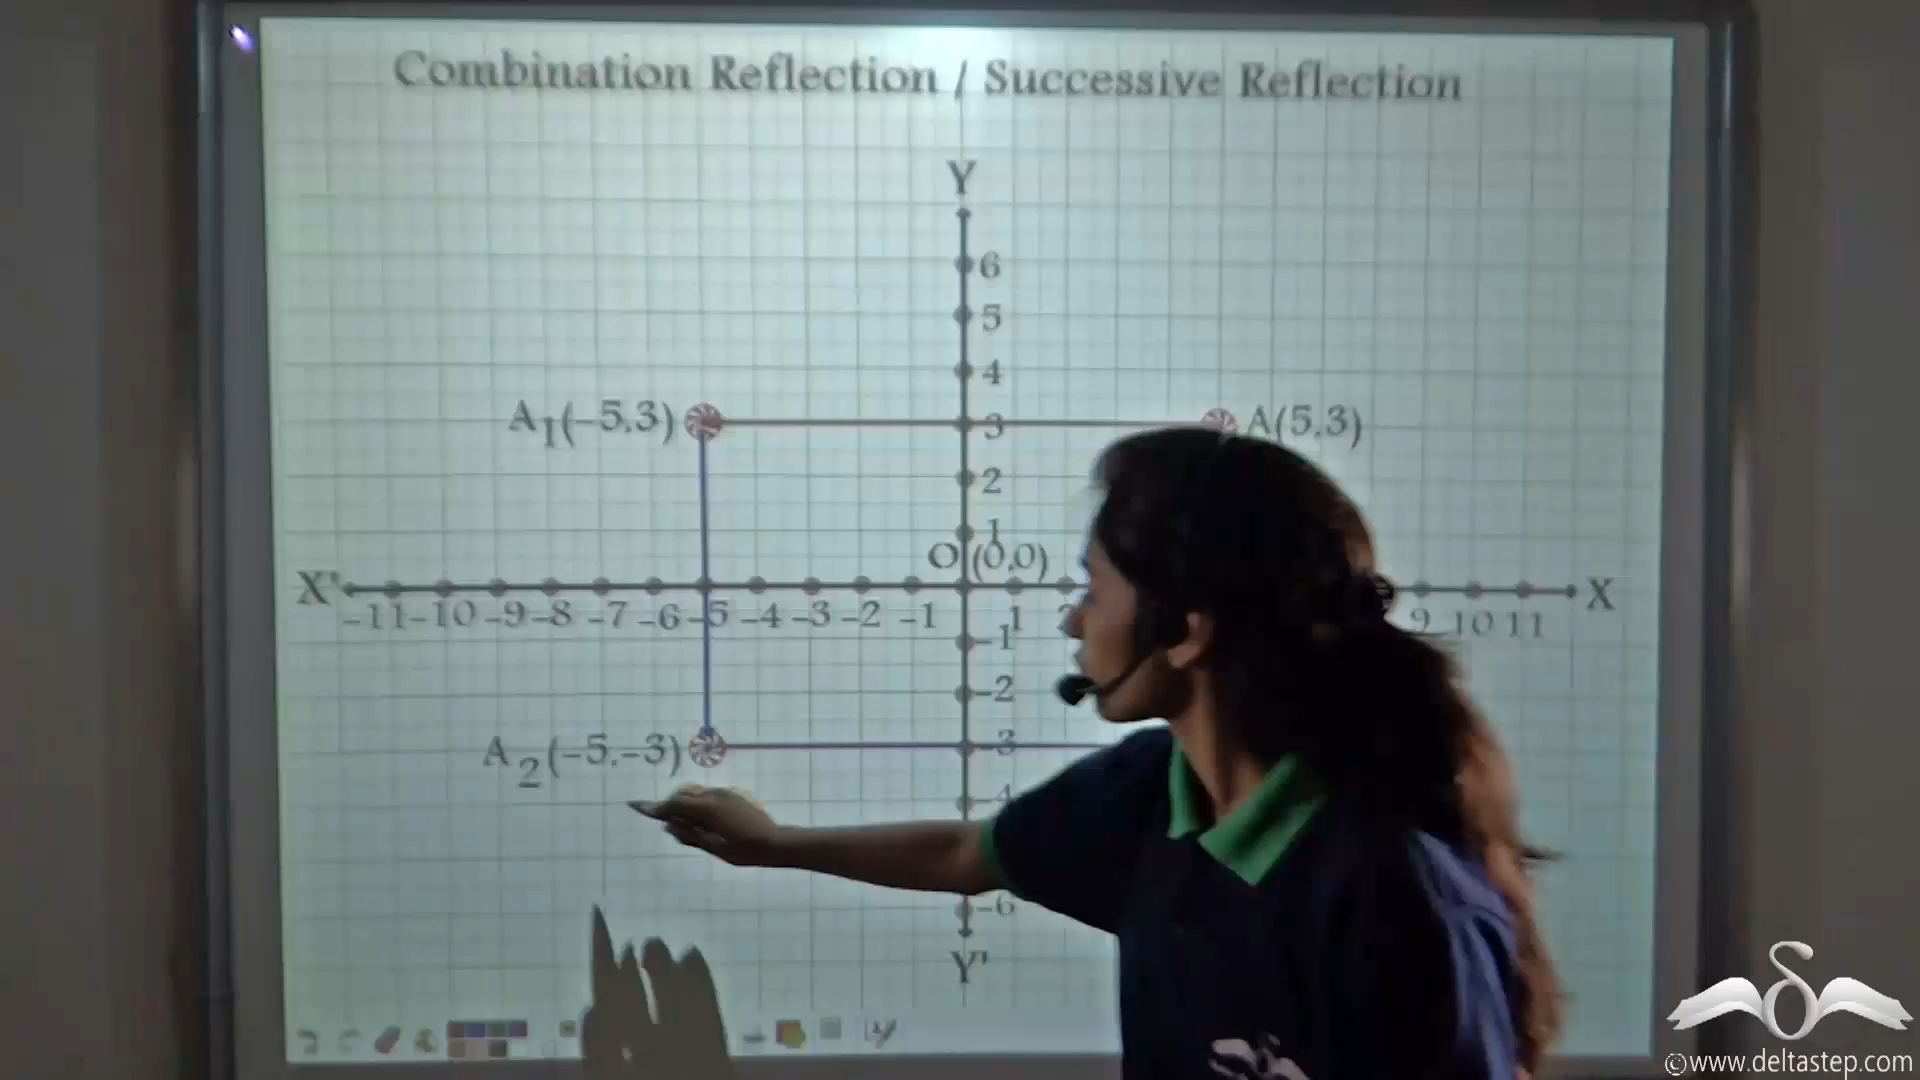 Combination Reflection / Successive Reflection
Y
6
5
4
A1(-5,3)
3
A(5,3)
2
1
O (0,0)
X' X
-11 -10 -9 -8 -7 -6 -5 -4 -3 -2 -1 1 2 9 10 11
-1
-2
A2(-5,-3)
-3
-4
-6
Y'
©www.deltastep.com